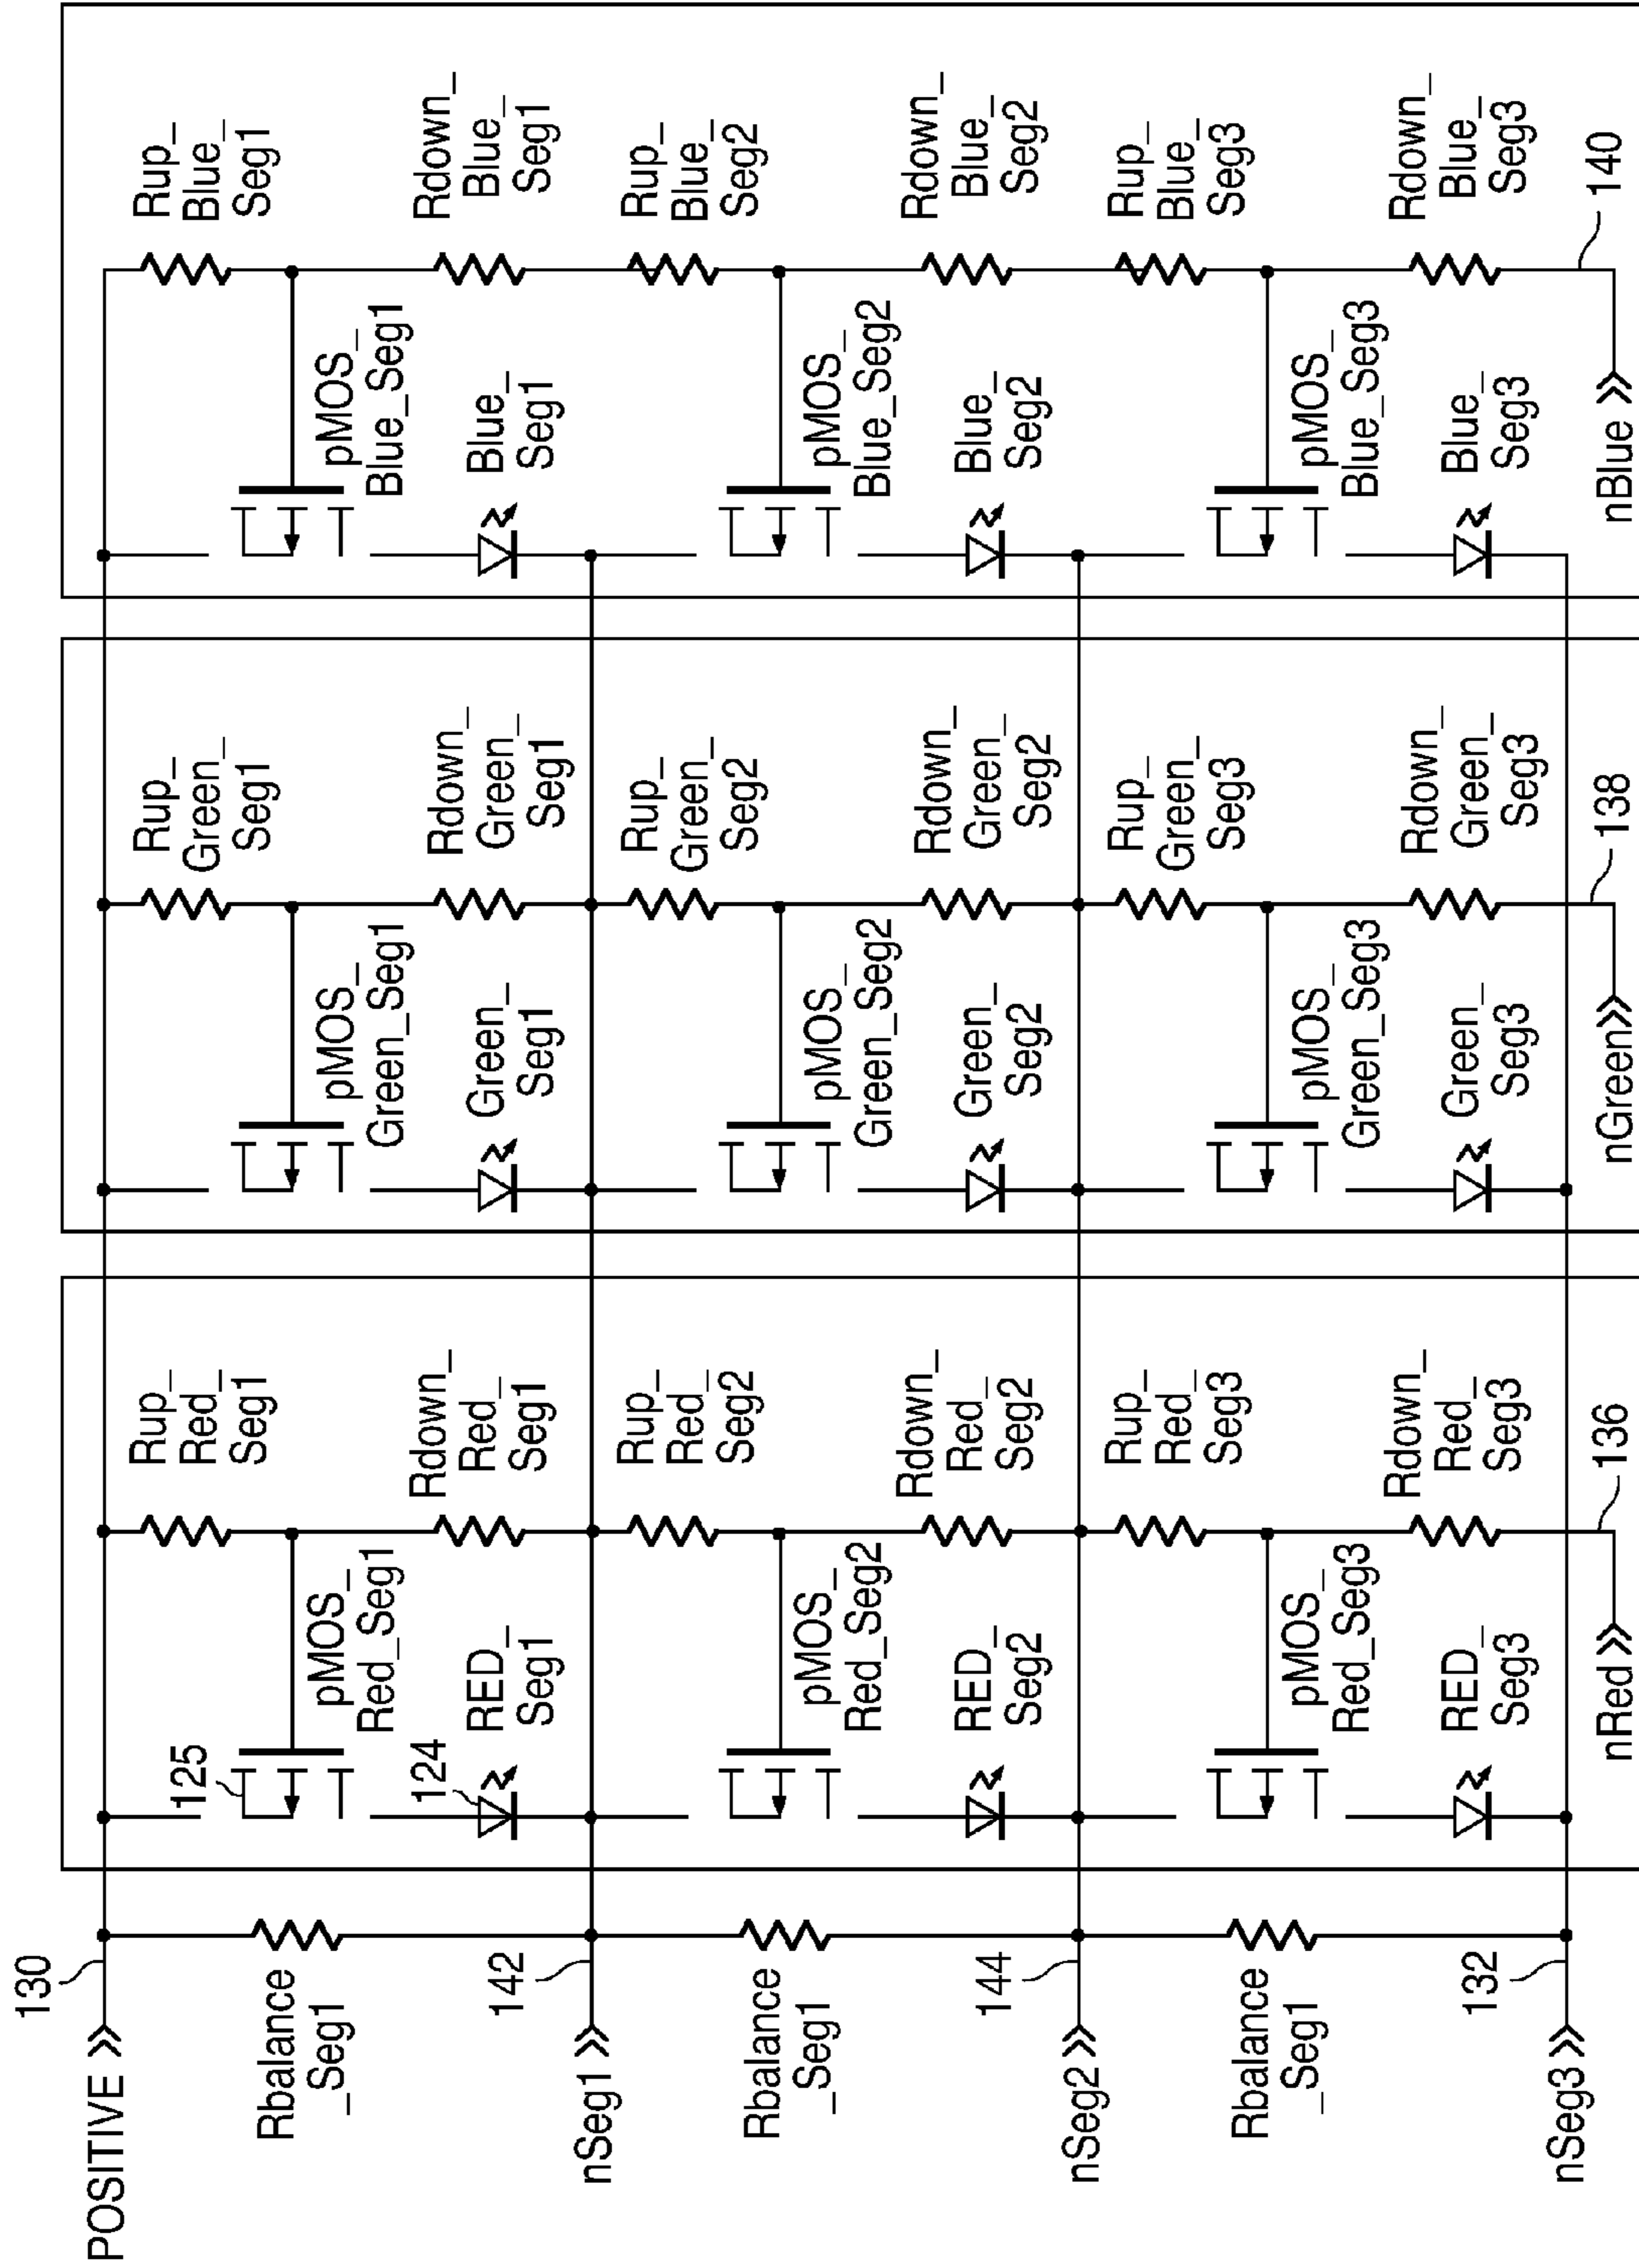 130
POSITIVE
Rbalance
_Seg1
142
nSeg1
Rbalance
_Seg1
144
nSeg2
Rbalance
_Seg1
132
nSeg3
125
pMOS_
Red_Seg1
124
RED_
Seg1
Rup_
Red_
Seg1
Rdown_
Red_
Seg1
pMOS_
Red_Seg2
RED_
Seg2
Rup_
Red_
Seg2
Rdown_
Red_
Seg2
pMOS_
Red_Seg3
RED_
Seg3
Rup_
Red_
Seg3
Rdown_
Red_
Seg3
nRed
136
pMOS_
Green_Seg1
Green_
Seg1
Rup_
Green_
Seg1
Rdown_
Green_
Seg1
pMOS_
Green_Seg2
Green_
Seg2
Rup_
Green_
Seg2
Rdown_
Green_
Seg2
pMOS_
Green_Seg3
Green_
Seg3
Rup_
Green_
Seg3
Rdown_
Green_
Seg3
nGreen
138
pMOS_
Blue_Seg1
Blue_
Seg1
Rup_
Blue_
Seg1
Rdown_
Blue_
Seg1
pMOS_
Blue_Seg2
Blue_
Seg2
Rup_
Blue_
Seg2
Rdown_
Blue_
Seg2
pMOS_
Blue_Seg3
Blue_
Seg3
Rup_
Blue_
Seg3
Rdown_
Blue_
Seg3
nBlue
140